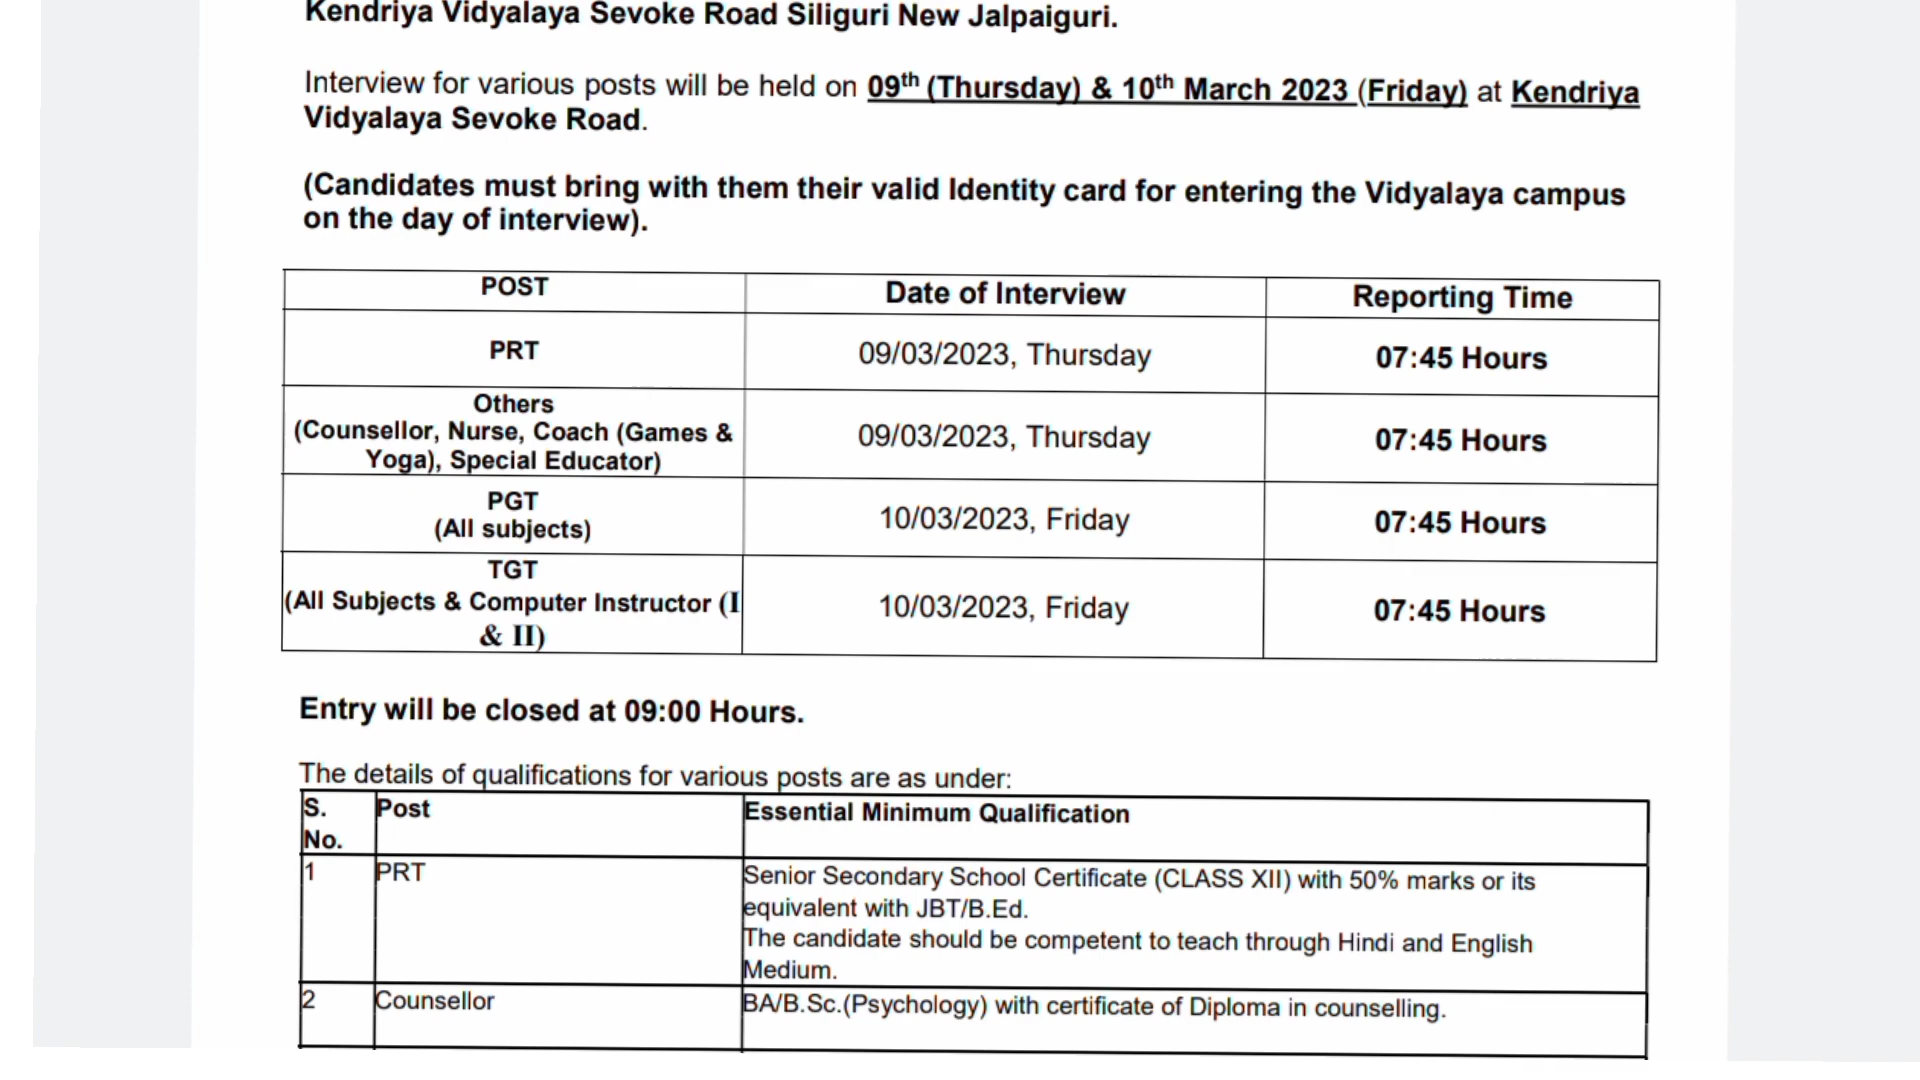 Kendriya Vidyalaya Sevoke Road Siliguri New Jalpaiguri.
Interview for various posts will be held on 09th (Thursday) & 10th March 2023 (Friday) at Kendriya
Vidyalaya Sevoke Road.
(Candidates must bring with them their valid Identity card for entering the Vidyalaya campus
on the day of interview).
POST Date of Interview Reporting Time
PRT 09/03/2023, Thursday 07:45 Hours
Others
(Counsellor, Nurse, Coach (Games &
Yoga), Special Educator)
09/03/2023, Thursday 07:45 Hours
PGT
(All subjects)
10/03/2023, Friday 07:45 Hours
TGT
(All Subjects & Computer Instructor (I
& II)
10/03/2023, Friday 07:45 Hours
Entry will be closed at 09:00 Hours.
The details of qualifications for various posts are as under:
S.
No.
Post
Essential Minimum Qualification
1
PRT
Senior Secondary School Certificate (CLASS XII) with 50% marks or its
equivalent with JBT/B.Ed.
The candidate should be competent to teach through Hindi and English
Medium.
2
Counsellor
BA/B.Sc.(Psychology) with certificate of Diploma in counselling.